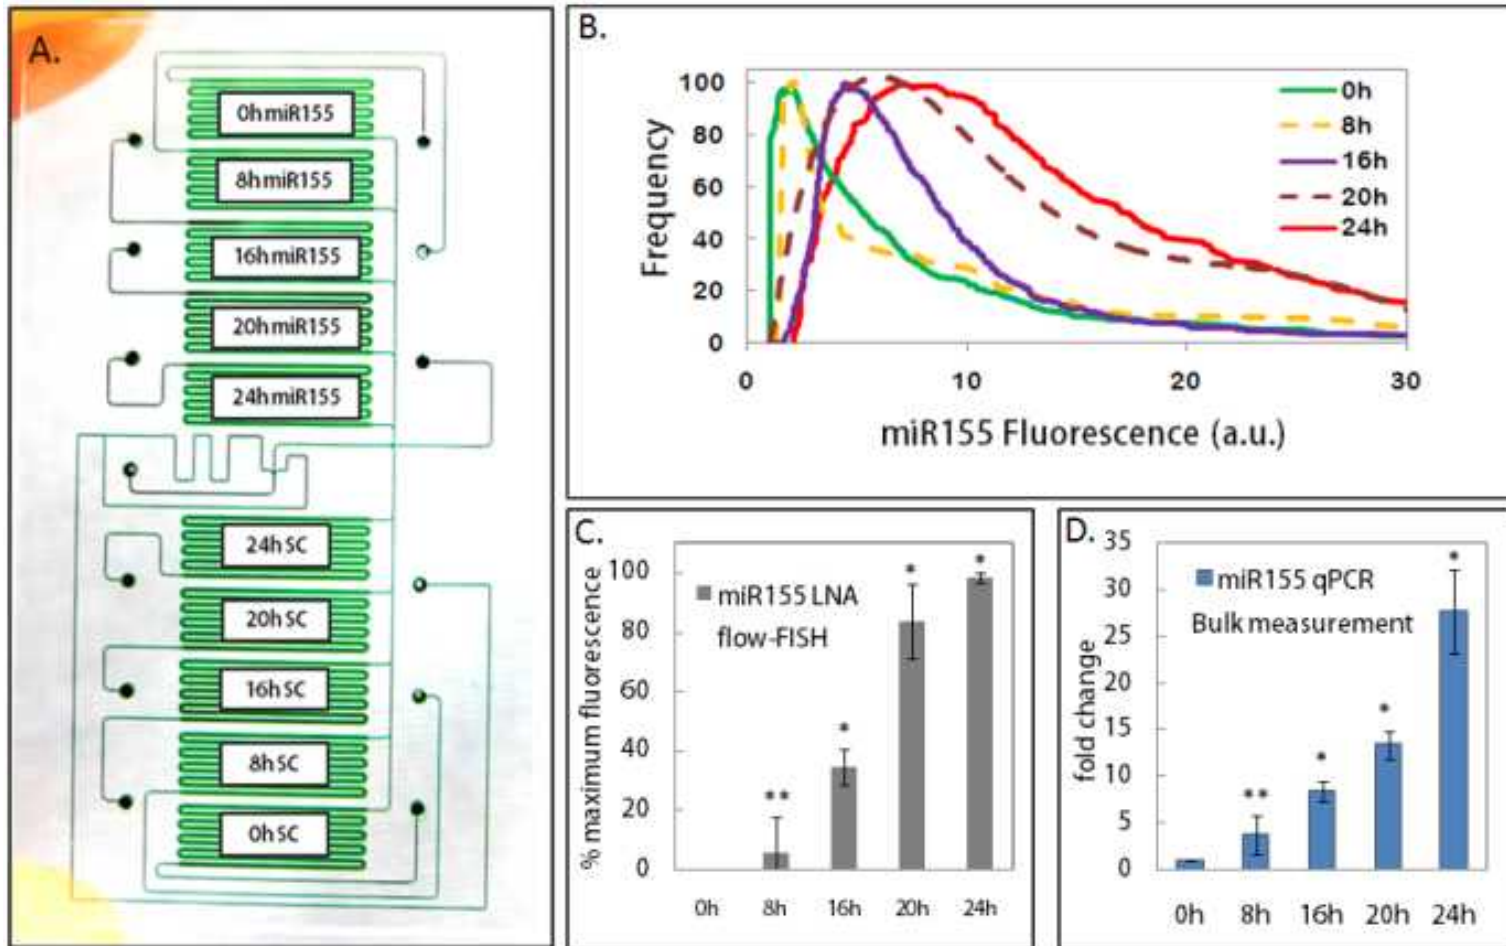 A.
0h miR155
8h miR155
16h miR155
20h miR155
24h miR155
24h SC
20h SC
16h SC
8h SC
0h SC
B.
Frequency
100
80
60
40
20
0
0 10 20 30
miR155 Fluorescence (a.u.)
0h
8h
16h
20h
24h
C.
% maximum fluorescence
100
80
60
40
20
0
miR155 LNA
flow-FISH
**
*
*
*
0h 8h 16h 20h 24h
D.
fold change
35
30
25
20
15
10
5
0
miR155 qPCR
Bulk measurement
**
*
*
*
0h 8h 16h 20h 24h